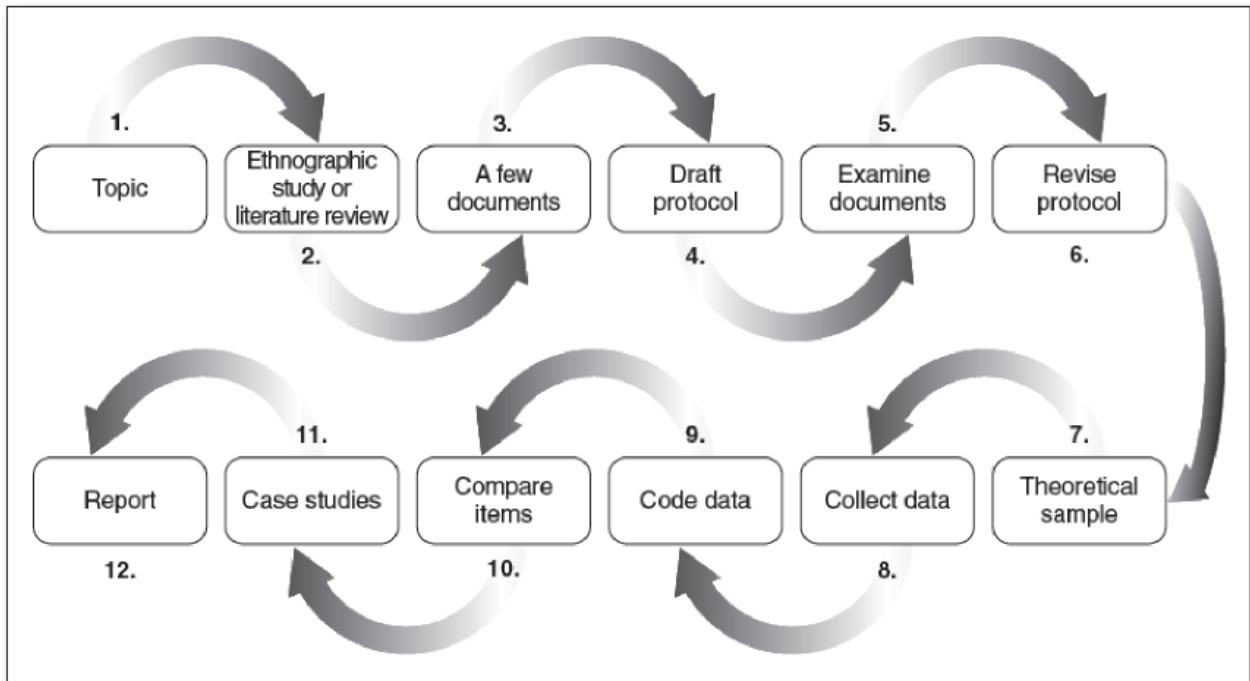 1.
Topic
Ethnographic
study or
literature review
2.
3.
A few
documents
Draft
protocol
4.
5.
Examine
documents
Revise
protocol
6.
7.
Theoretical
sample
Collect data
8.
9.
Code data
Compare
items
10.
11.
Case studies
Report
12.